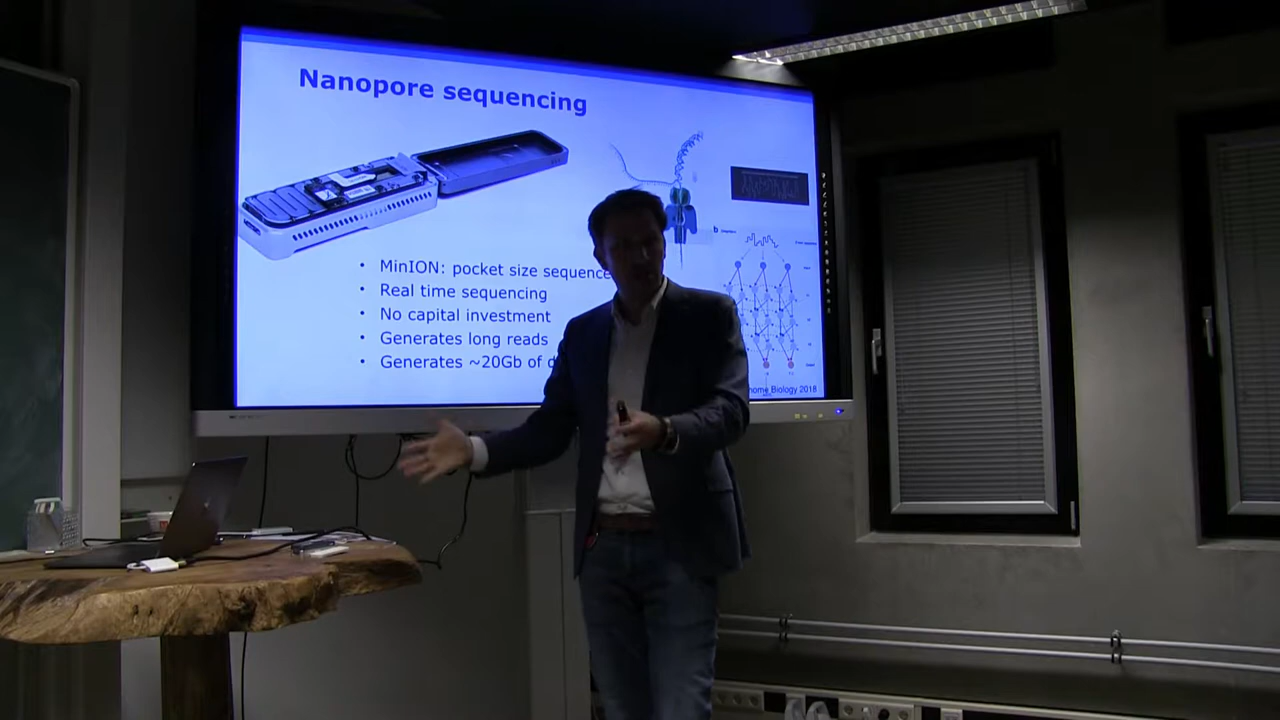 Nanopore sequencing
b
• MinION: pocket size sequence
• Real time sequencing
• No capital investment
• Generates long reads
• Generates ~20Gb of d
nome Biology 2018